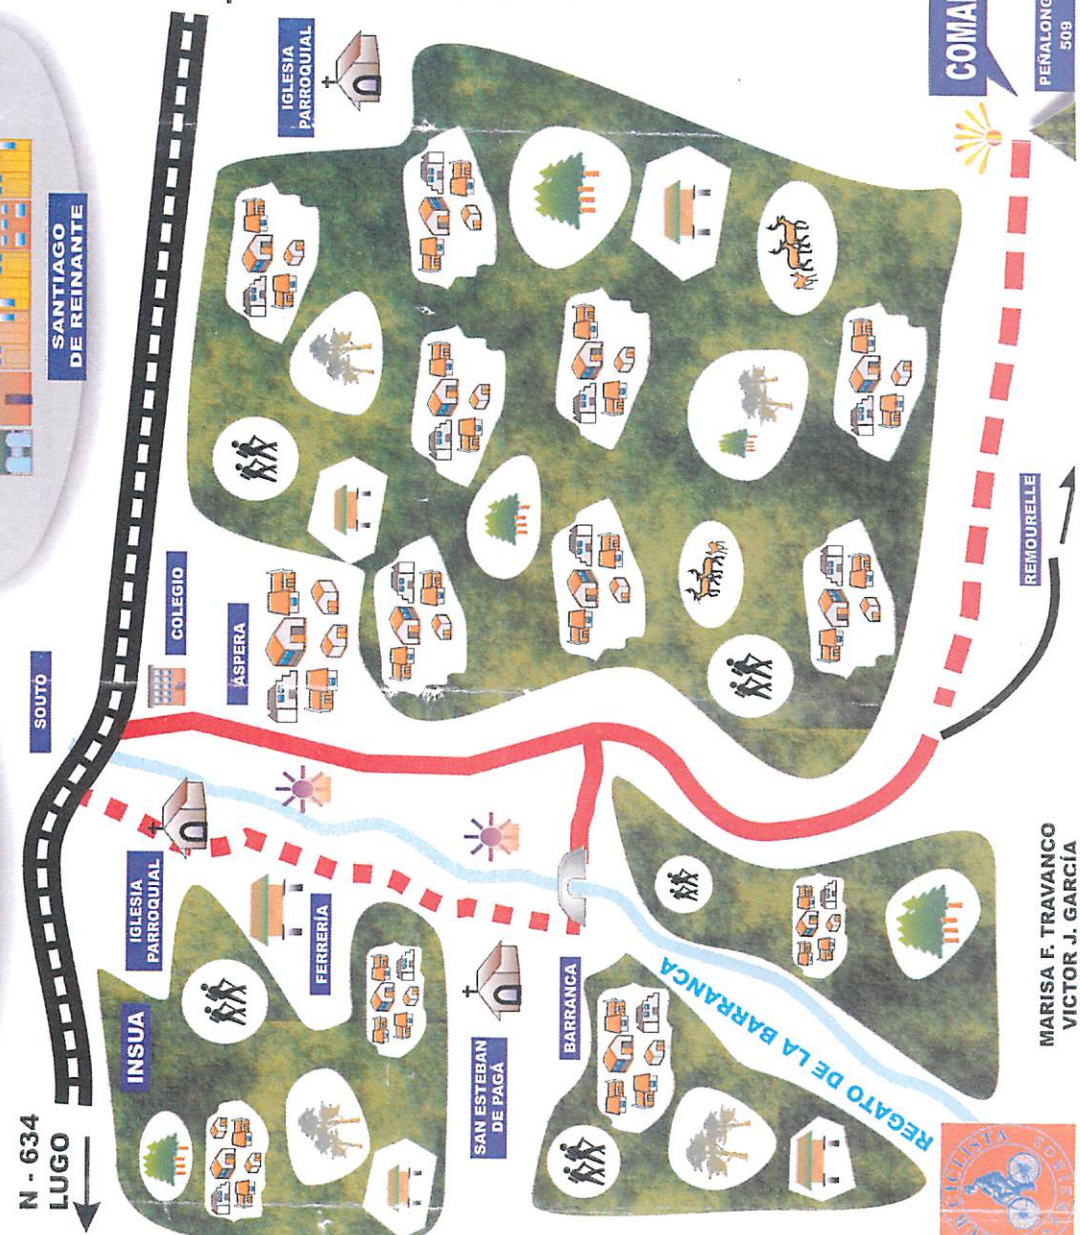 SANTIAGO
DE REINANTE
IGLESIA
PARROQUIAL
PEÑALONG
509
SOUTO
COLEGIO
ÁSPERA
REMOURELLE
IGLESIA
PARROQUIAL
FERRERÍA
INSUA
N - 634
LUGO
SAN ESTEBAN
DE PAGÁ
BARRANCA
REGATO DE LA BARRANCA
MARISA F. TRAVANCO
VICTOR J. GARCÍA
CICLISTA